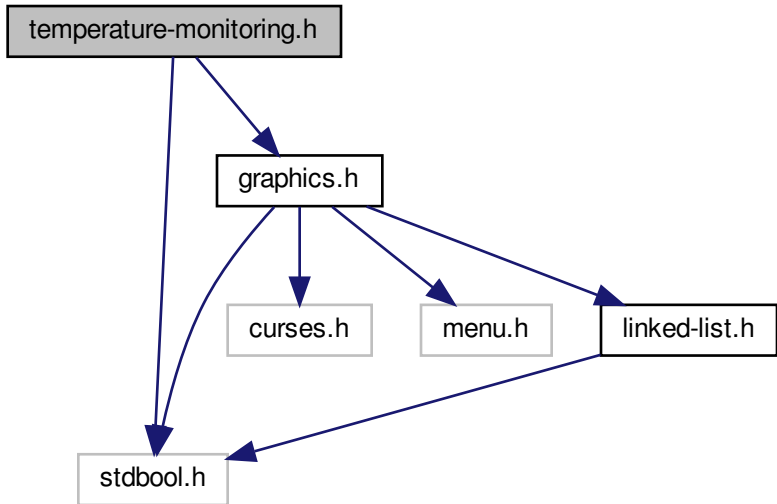 temperature-monitoring.h
graphics.h
curses.h
menu.h
linked-list.h
stdbool.h